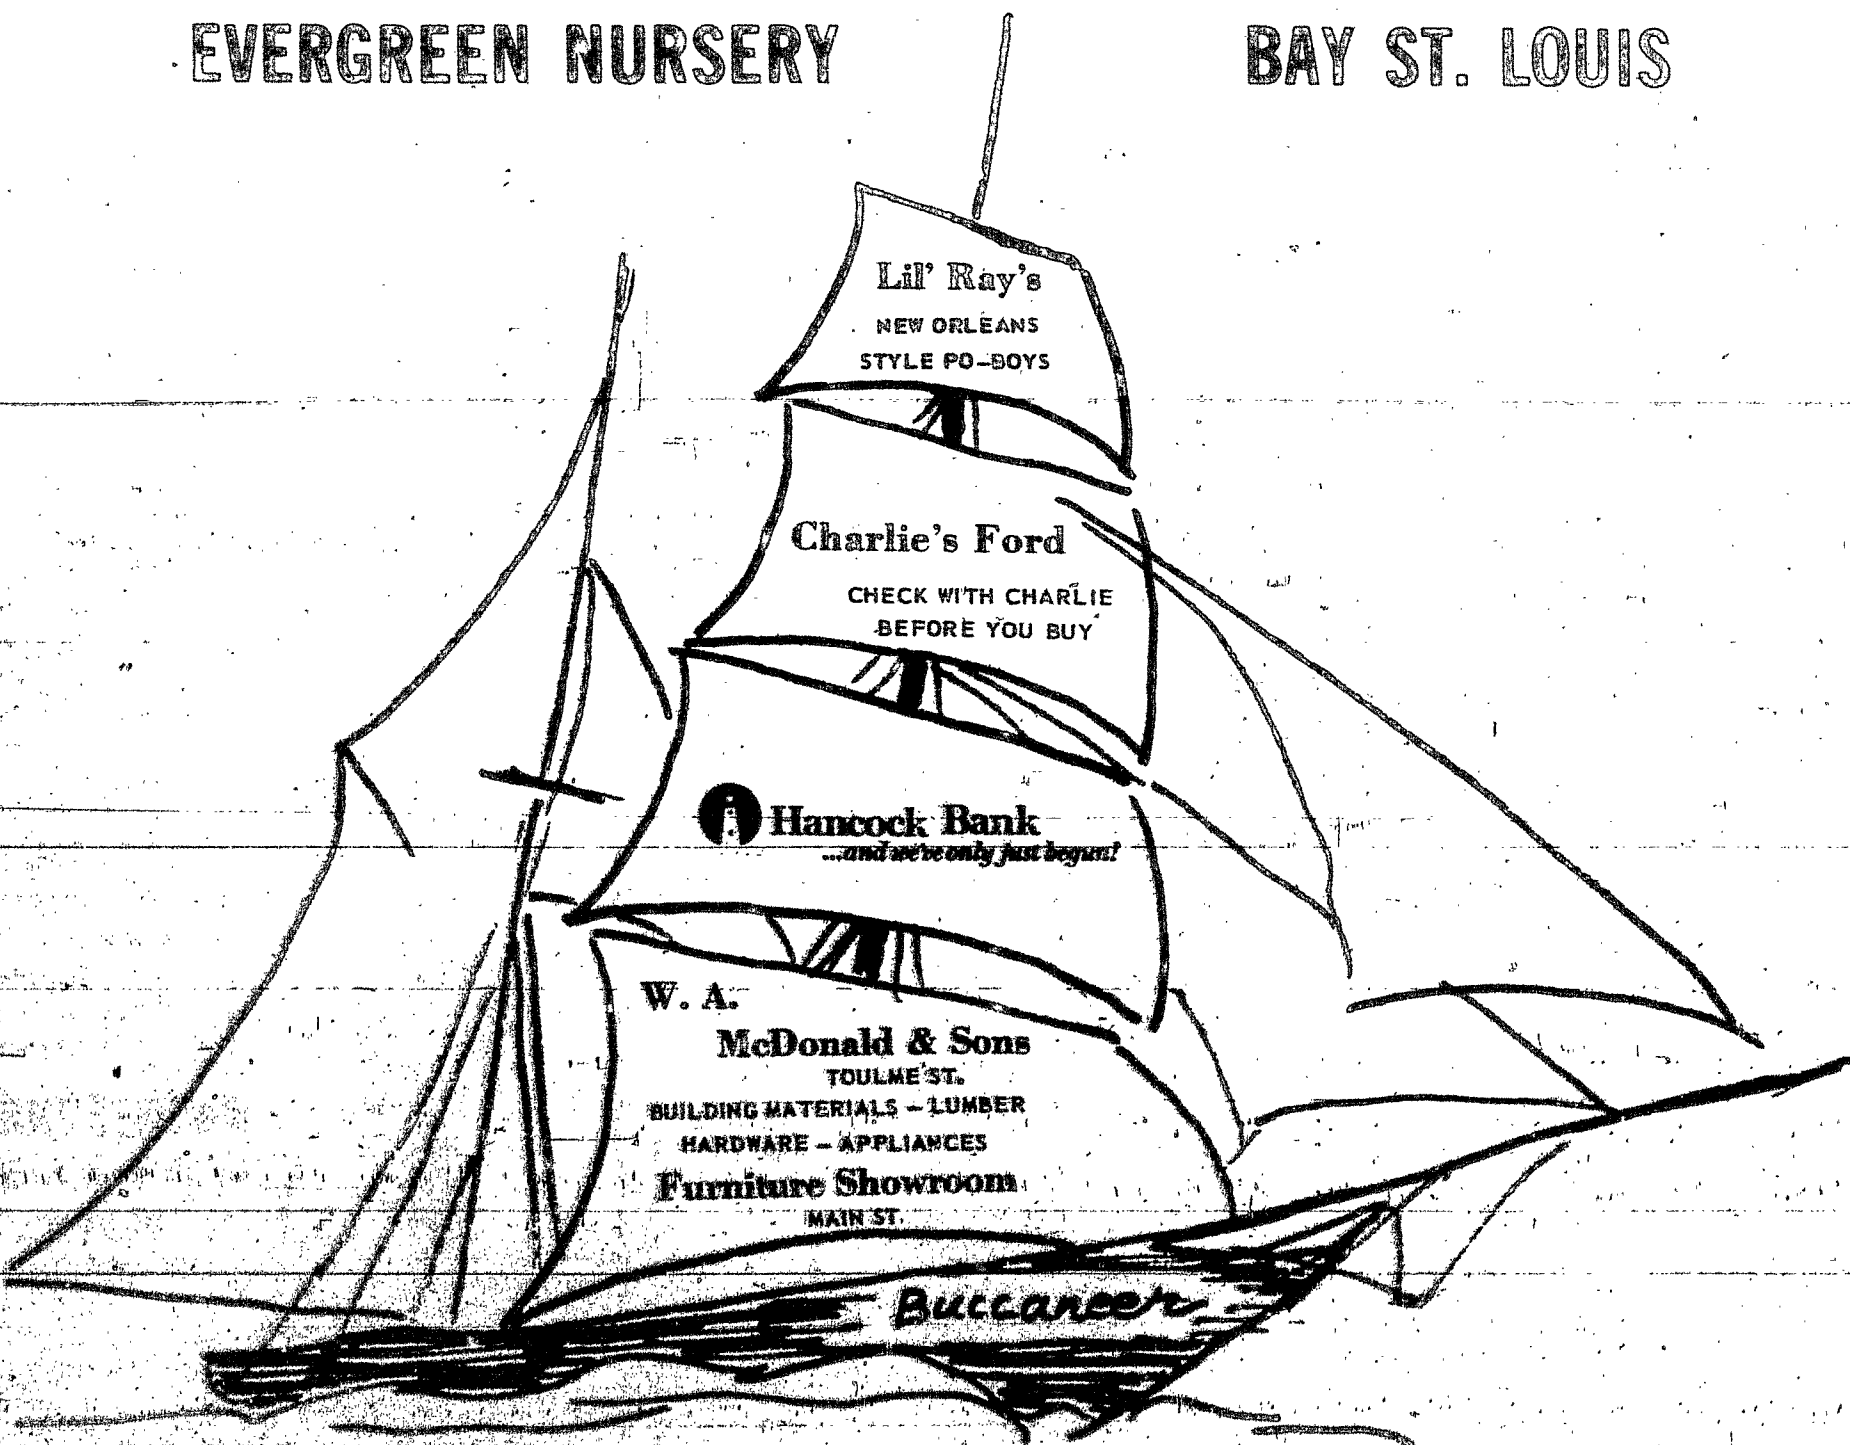 EVERGREEN NURSERY BAY ST. LOUIS
Lil' Ray's
NEW ORLEANS
STYLE PO-BOYS
Charlie's Ford
CHECK WITH CHARLIE
BEFORE YOU BUY
Hancock Bank
...and we're only just begun!
W. A.
McDonald & Sons
TOULME ST.
BUILDING MATERIALS – LUMBER
HARDWARE – APPLIANCES
Furniture Showroom
MAIN ST.
Buccaneer